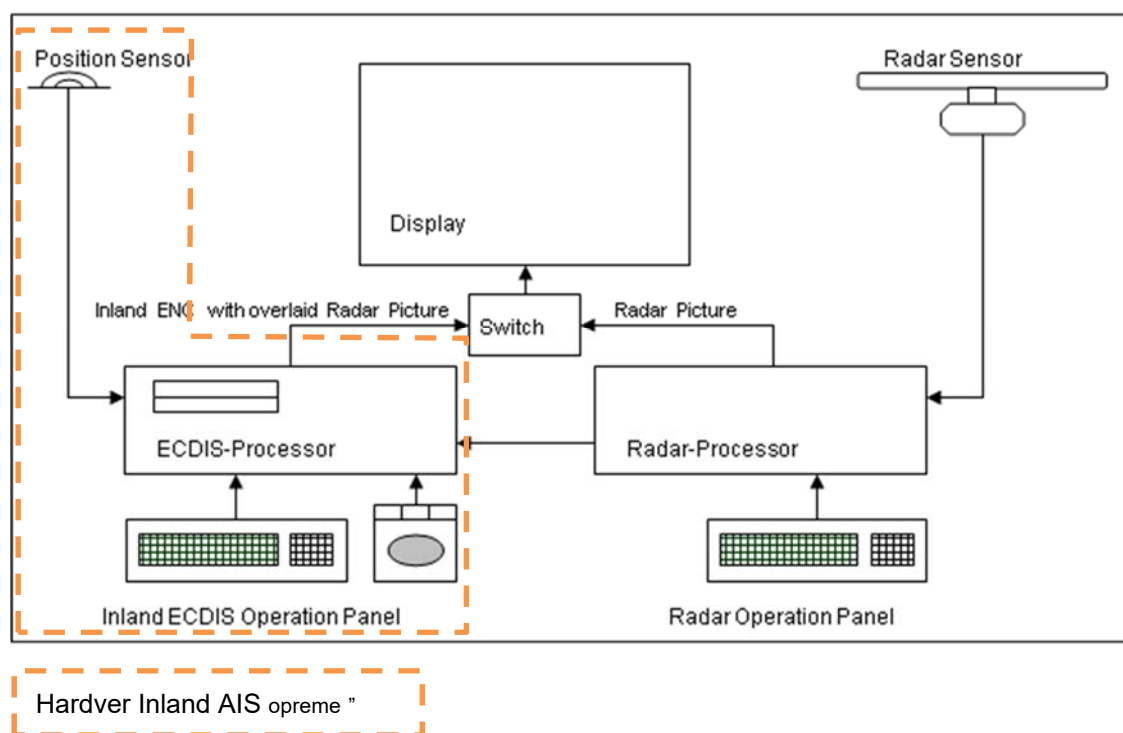 Position Sensor
Radar Sensor
Display
Inland ENC with overlaid Radar Picture
Switch
Radar Picture
ECDIS-Processor
Radar-Processor
Inland ECDIS Operation Panel
Radar Operation Panel
Hardver Inland AIS opreme ”